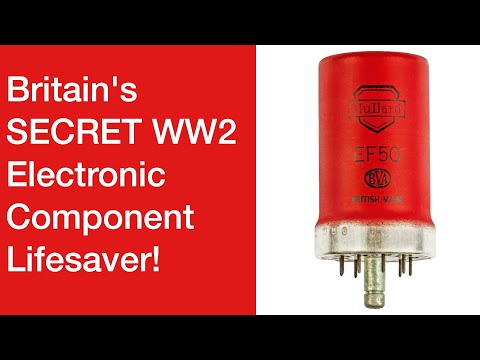 Britain's
SECRET WW2
Electronic
Component
Lifesaver!
Mullard
EF50
BVA
BRITISH MADE